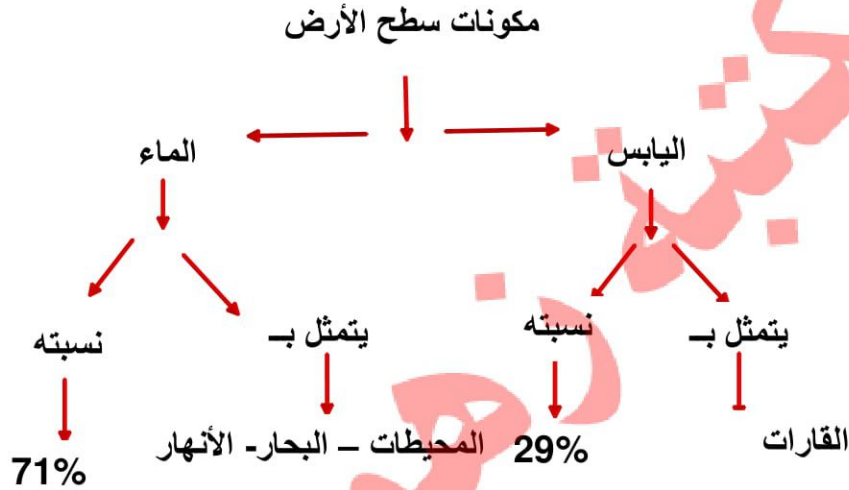 مكونات سطح الأرض
اليابس
الماء
يتمثل بـ
نسبته
يتمثل بـ
نسبته
القارات
29%
المحيطات – البحار- الأنهار
71%